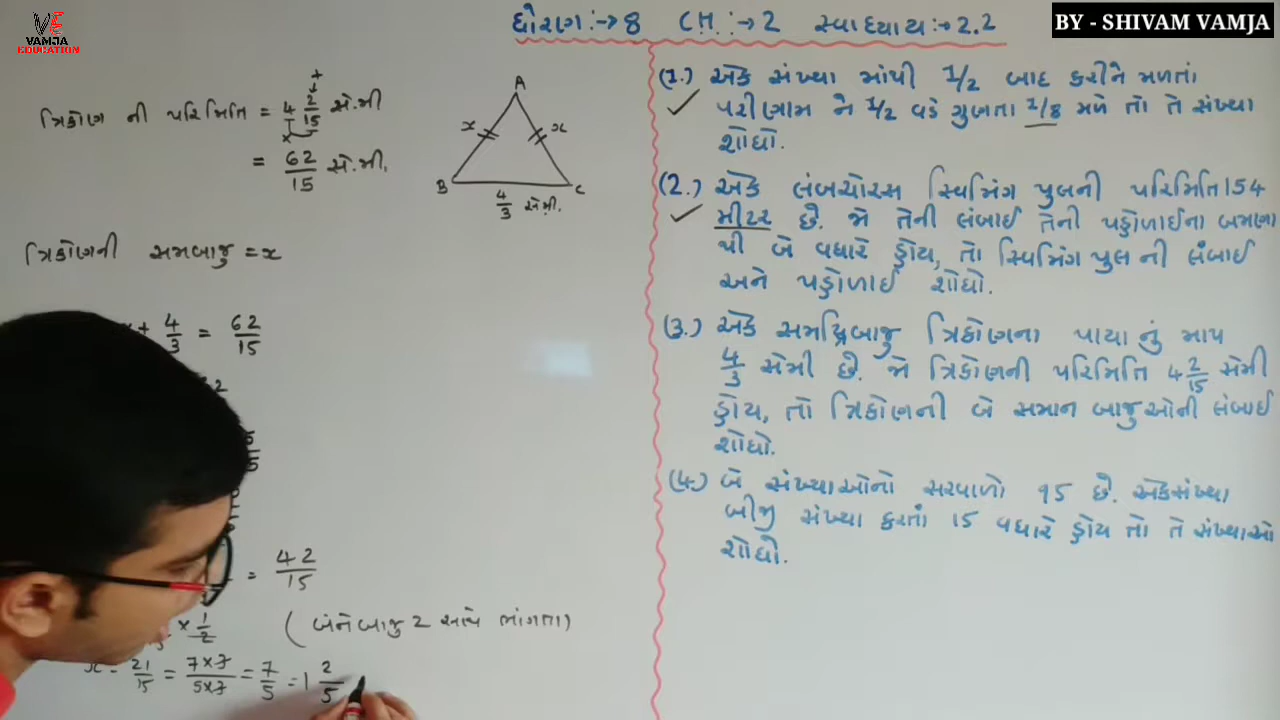 VE
VAMJA
EDUCATION
BY - SHIVAM VAMJA
ધોરણ:→8 CH.:→2 સ્વાધ્યાય:→2.2
ત્રિકોણ ની પરિમિતિ = 4 2/15 સે.મી
= 62/15 સે.મી.
A
x x
B C
4/3 સેમી.
ત્રિકોણની સમબાજુ = x
+ 4/3 = 62/15
= 42/15
× 1/2 (બંને બાજુ 2 સાથે ભાંગતા)
x = 21/15 = 7×3/5×3 = 7/5 = 1 2/5
(1.) એક સંખ્યા માંથી 1/2 બાદ કરીને મળતાં
પરીણામ ને 1/2 વડે ગુણતા 1/8 મળે તો તે સંખ્યા
શોધો.
(2.) એક લંબચોરસ સ્વિમિંગ પુલની પરિમિતિ 154
મીટર છે. જો તેની લંબાઈ તેની પહોળાઈના બમણા
થી બે વધારે હોય, તો સ્વિમિંગ પુલ ની લંબાઈ
અને પહોળાઈ શોધો.
(3.) એક સમદ્વિબાજુ ત્રિકોણના પાયા નું માપ
4/3 સેમી છે. જો ત્રિકોણની પરિમિતિ 4 2/15 સેમી
હોય, તો ત્રિકોણની બે સમાન બાજુઓની લંબાઈ
શોધો.
(4.) બે સંખ્યાઓનો સરવાળો 95 છે. એકસંખ્યા
બીજી સંખ્યા કરતાં 15 વધારે હોય તો તે સંખ્યાઓ
શોધો.